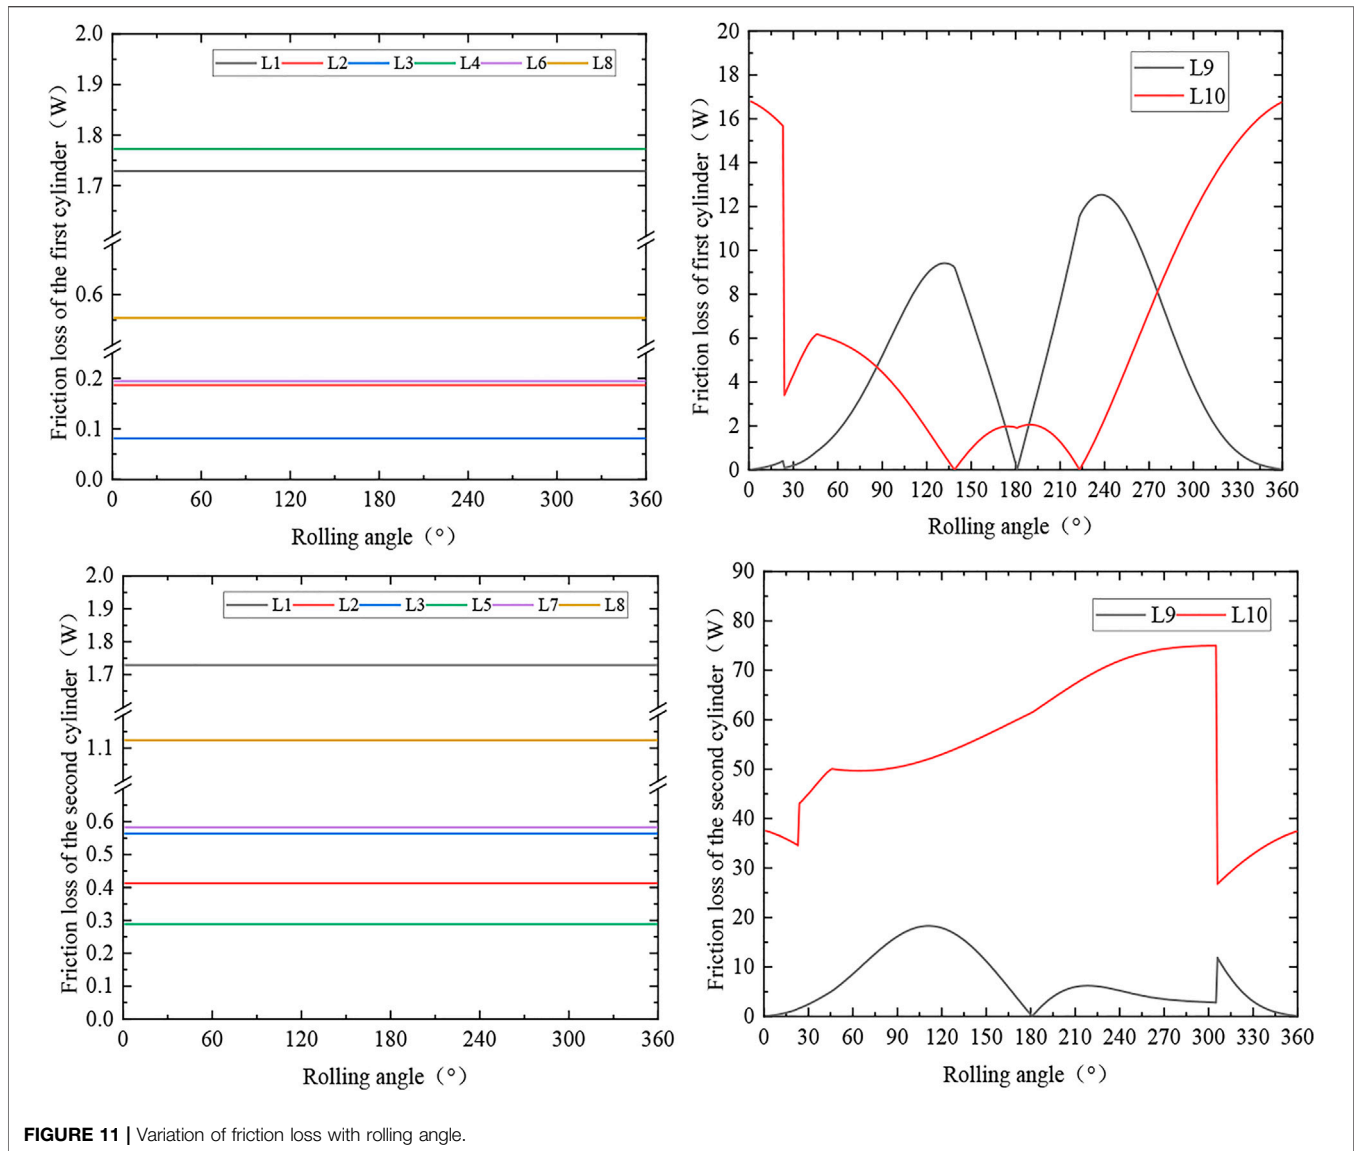 Friction loss of the first cylinder（W）
2.0
1.9
1.8
1.7
0.6
0.2
0.1
0.0
L1 L2 L3 L4 L6 L8
0 60 120 180 240 300 360
Rolling angle（°）
Friction loss of first cylinder（W）
20
18
16
14
12
10
8
6
4
2
0
L9
L10
0 30 60 90 120 150 180 210 240 270 300 330 360
Rolling angle（°）
Friction loss of the second cylinder（W）
2.0
1.9
1.8
1.7
1.1
0.6
0.5
0.4
0.3
0.2
0.1
0.0
L1 L2 L3 L5 L7 L8
0 60 120 180 240 300 360
Rolling angle（°）
Friction loss of the second cylinder（W）
90
80
70
60
50
40
30
20
10
0
L9 L10
0 30 60 90 120 150 180 210 240 270 300 330 360
Rolling angle（°）
FIGURE 11 | Variation of friction loss with rolling angle.